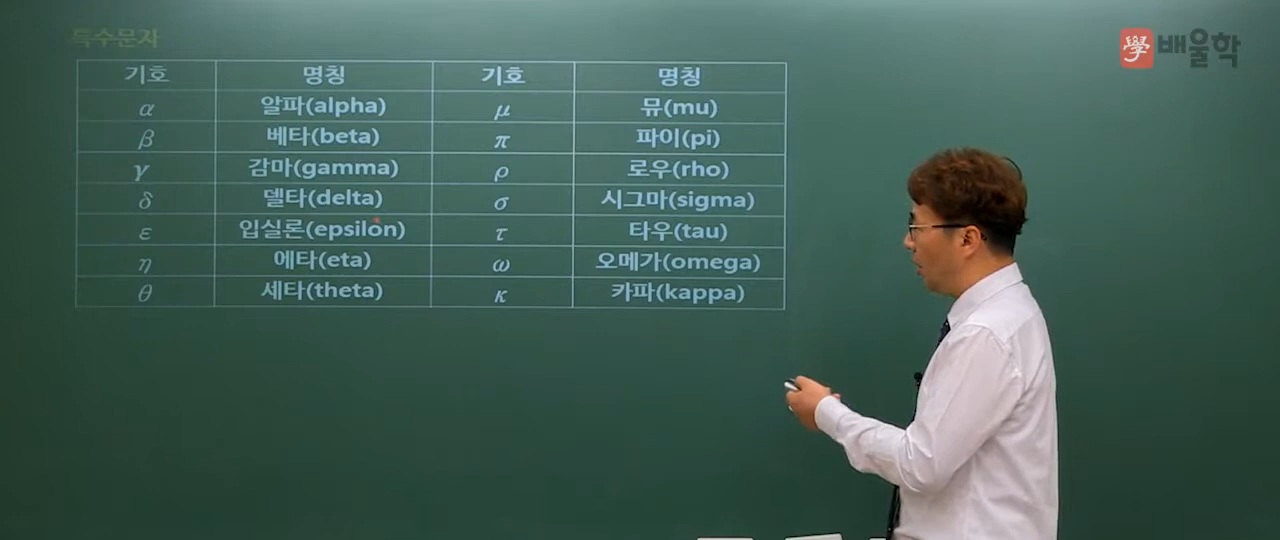 특수문자
學 배울학
기호 명칭 기호 명칭
α 알파(alpha) μ 뮤(mu)
β 베타(beta) π 파이(pi)
γ 감마(gamma) ρ 로우(rho)
δ 델타(delta) σ 시그마(sigma)
ε 입실론(epsilon) τ 타우(tau)
η 에타(eta) ω 오메가(omega)
θ 세타(theta) κ 카파(kappa)